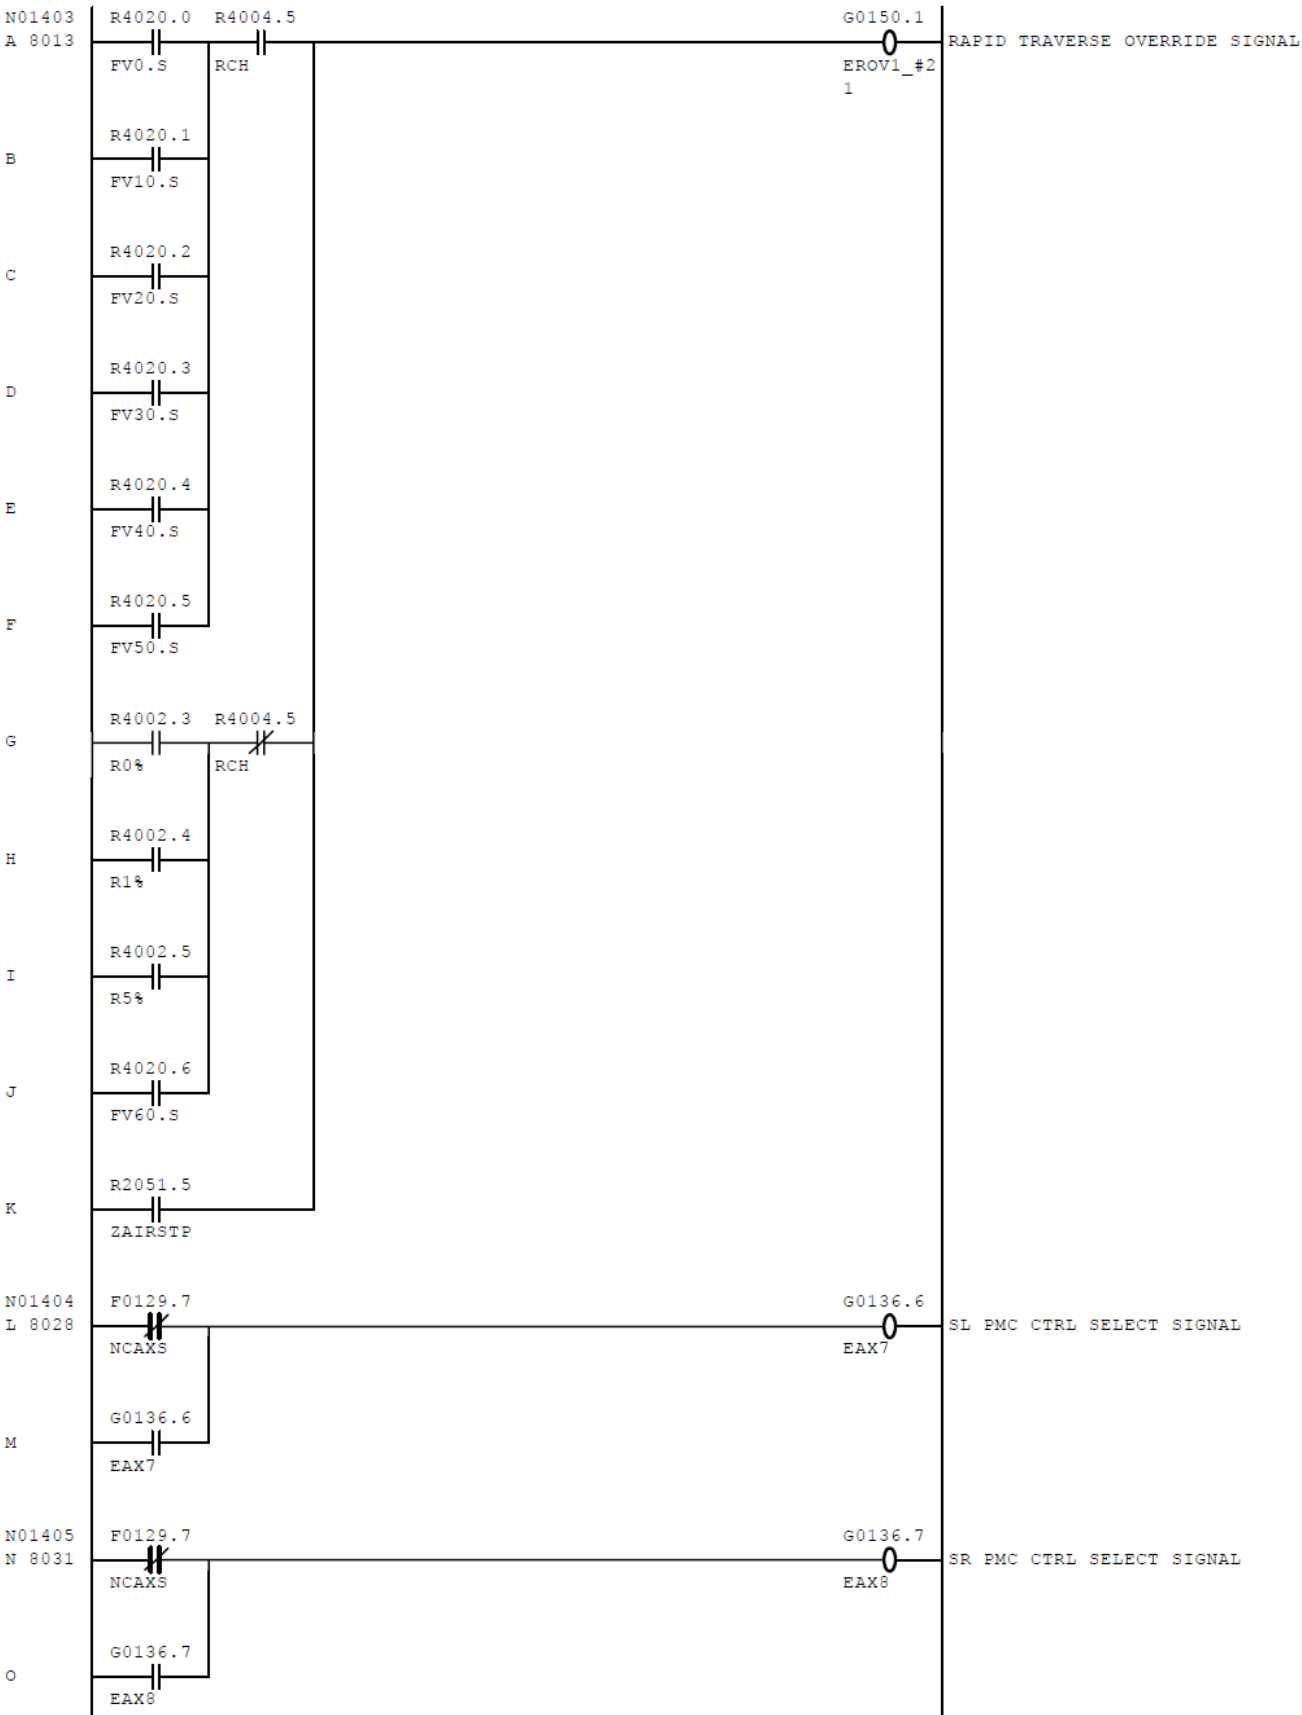 N01403 R4020.0 R4004.5 G0150.1
A 8013 RAPID TRAVERSE OVERRIDE SIGNAL
FV0.S RCH EROV1_#2
1
R4020.1
B
FV10.S
R4020.2
C
FV20.S
R4020.3
D
FV30.S
R4020.4
E
FV40.S
R4020.5
F
FV50.S
R4002.3 R4004.5
G
R0% RCH
R4002.4
H
R1%
R4002.5
I
R5%
R4020.6
J
FV60.S
R2051.5
K
ZAIRSTP
N01404 F0129.7 G0136.6
L 8028 SL PMC CTRL SELECT SIGNAL
NCAXS EAX7
G0136.6
M
EAX7
N01405 F0129.7 G0136.7
N 8031 SR PMC CTRL SELECT SIGNAL
NCAXS EAX8
G0136.7
O
EAX8